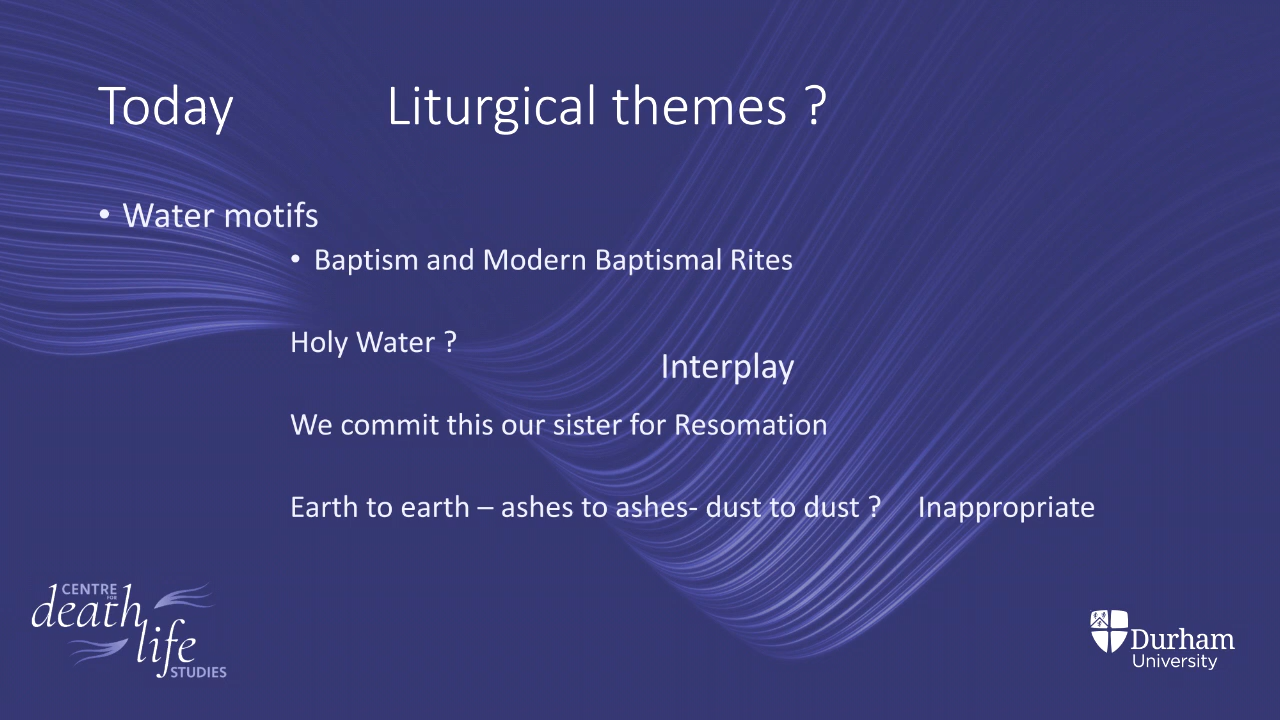 Today Liturgical themes ?
• Water motifs
• Baptism and Modern Baptismal Rites
Holy Water ?
Interplay
We commit this our sister for Resomation
Earth to earth – ashes to ashes- dust to dust ? Inappropriate
CENTRE
FOR
death
life
STUDIES
Durham
University